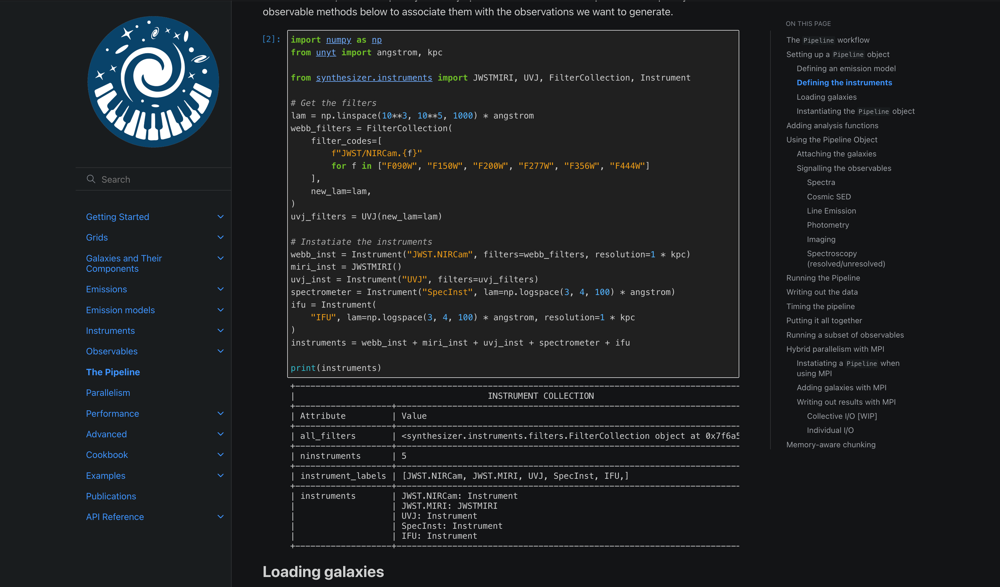 observable methods below to associate them with the observations we want to generate.
[2]:
import numpy as np
from unyt import angstrom, kpc
from synthesizer.instruments import JWSTMIRI, UVJ, FilterCollection, Instrument
# Get the filters
lam = np.linspace(10**3, 10**5, 1000) * angstrom
webb_filters = FilterCollection(
    filter_codes=[
        f"JWST/NIRCam.{f}"
        for f in ["F090W", "F150W", "F200W", "F277W", "F356W", "F444W"]
    ],
    new_lam=lam,
)
uvj_filters = UVJ(new_lam=lam)
# Instatiate the instruments
webb_inst = Instrument("JWST.NIRCam", filters=webb_filters, resolution=1 * kpc)
miri_inst = JWSTMIRI()
uvj_inst = Instrument("UVJ", filters=uvj_filters)
spectrometer = Instrument("SpecInst", lam=np.logspace(3, 4, 100) * angstrom)
ifu = Instrument(
    "IFU", lam=np.logspace(3, 4, 100) * angstrom, resolution=1 * kpc
)
instruments = webb_inst + miri_inst + uvj_inst + spectrometer + ifu
print(instruments)
INSTRUMENT COLLECTION
| Attribute | Value
| all_filters | <synthesizer.instruments.filters.FilterCollection object at 0x7f6a5
| ninstruments | 5
| instrument_labels | [JWST.NIRCam, JWST.MIRI, UVJ, SpecInst, IFU,]
| instruments | JWST.NIRCam: Instrument
| | JWST.MIRI: JWSTMIRI
| | UVJ: Instrument
| | SpecInst: Instrument
| | IFU: Instrument
Loading galaxies
Search
Getting Started
Grids
Galaxies and Their
Components
Emissions
Emission models
Instruments
Observables
The Pipeline
Parallelism
Performance
Advanced
Cookbook
Examples
Publications
API Reference
ON THIS PAGE
The Pipeline workflow
Setting up a Pipeline object
Defining an emission model
Defining the instruments
Loading galaxies
Instantiating the Pipeline object
Adding analysis functions
Using the Pipeline Object
Attaching the galaxies
Signalling the observables
Spectra
Cosmic SED
Line Emission
Photometry
Imaging
Spectroscopy
(resolved/unresolved)
Running the Pipeline
Writing out the data
Timing the pipeline
Putting it all together
Running a subset of observables
Hybrid parallelism with MPI
Instatiating a Pipeline when
using MPI
Adding galaxies with MPI
Writing out results with MPI
Collective I/O [WIP]
Individual I/O
Memory-aware chunking